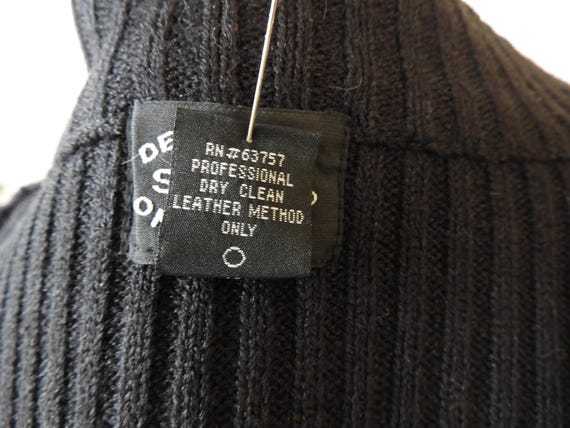 RN#63757
PROFESSIONAL
DRY CLEAN
LEATHER METHOD
ONLY